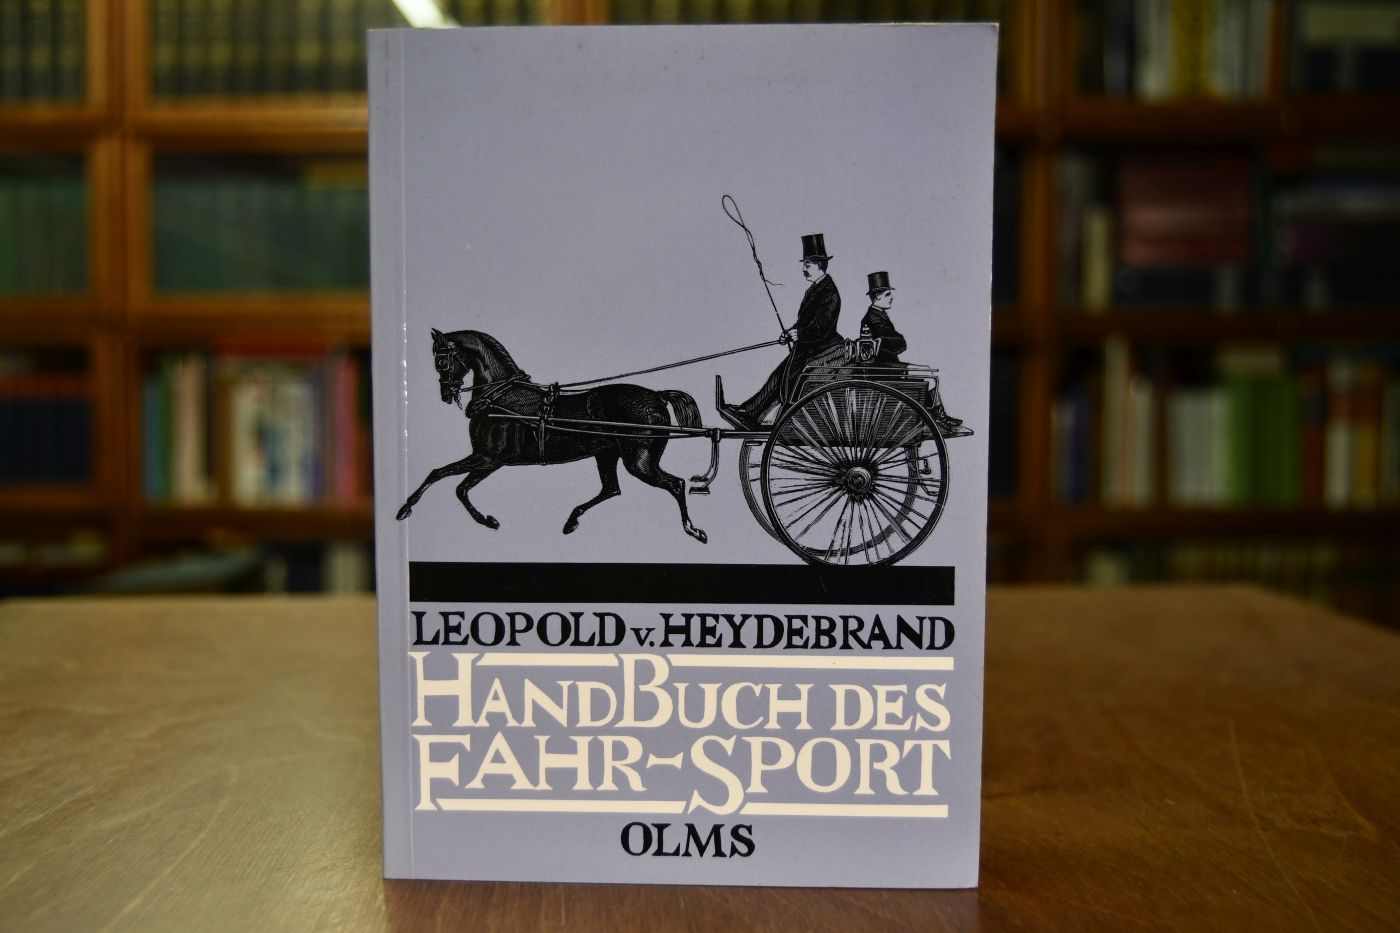 LEOPOLD v. HEYDEBRAND
HANDBUCH DES
FAHR-SPORT
OLMS